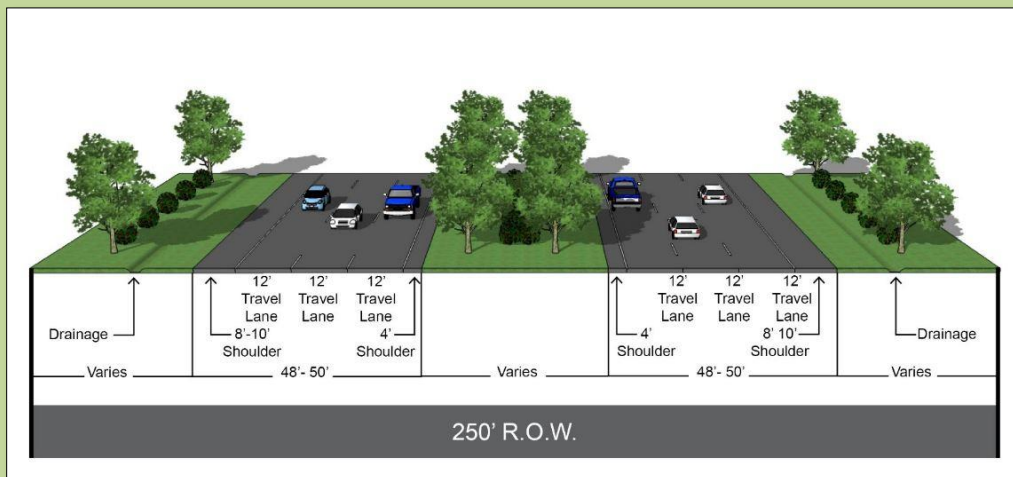 12' 12' 12' 12' 12' 12'
Travel Travel Travel Travel Travel Travel
Lane Lane Lane Lane Lane Lane
Drainage 8'-10' 4' 4' 8' 10' Drainage
Shoulder Shoulder Shoulder
Varies 48'- 50' Varies 48'- 50' Varies
250' R.O.W.